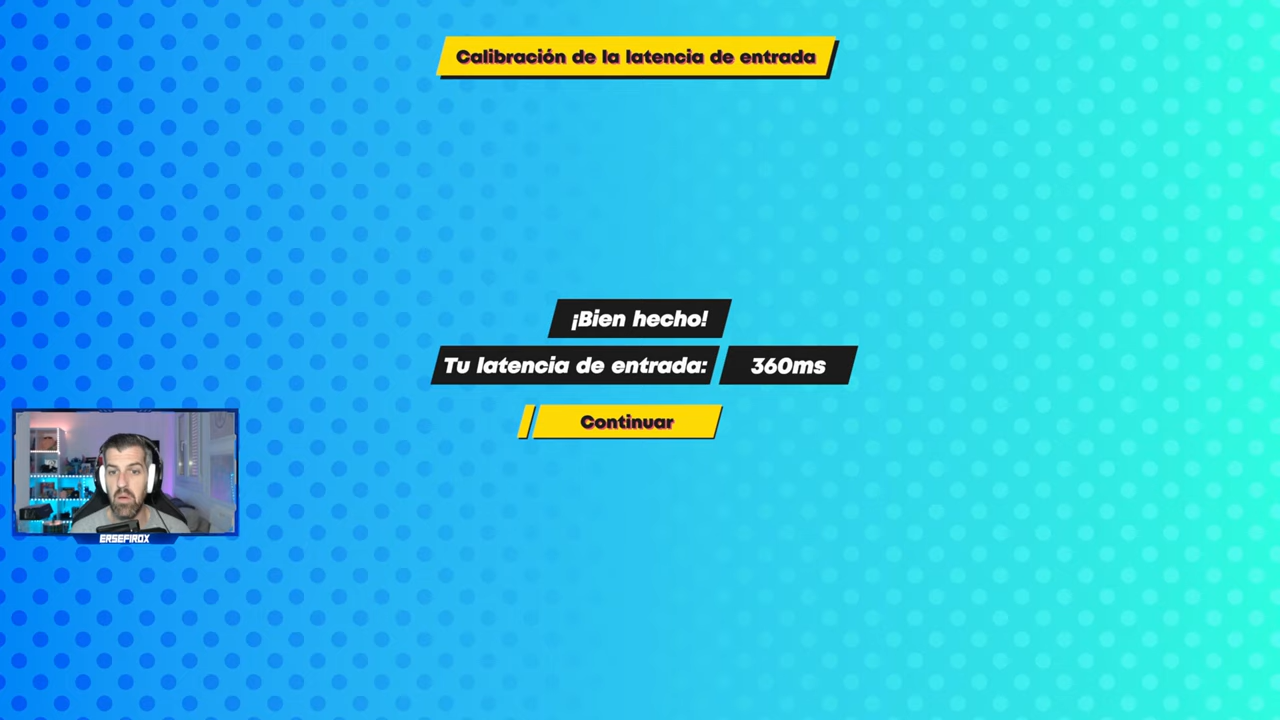 Calibración de la latencia de entrada
¡Bien hecho!
Tu latencia de entrada: 360ms
Continuar
ERSEFIROX